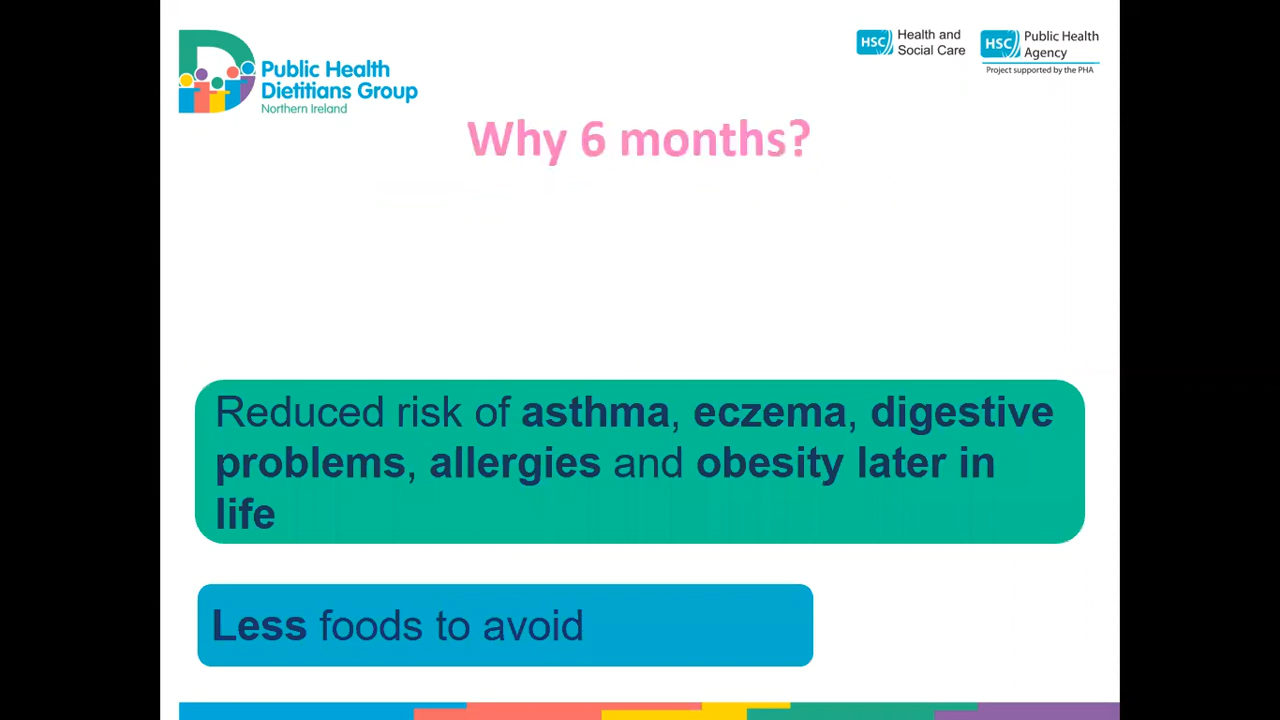 Public Health
Dietitians Group
Northern Ireland
HSC Health and
Social Care
HSC Public Health
Agency
Project supported by the PHA
Why 6 months?
Reduced risk of asthma, eczema, digestive
problems, allergies and obesity later in
life
Less foods to avoid